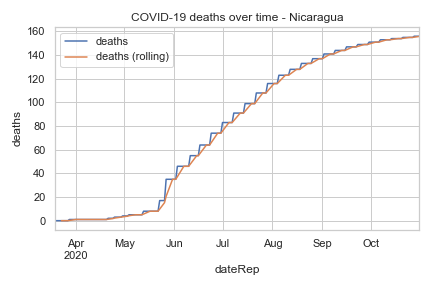 COVID-19 deaths over time - Nicaragua
160
140
120
100
80
60
40
20
0
deaths
deaths
deaths (rolling)
Apr May Jun Jul Aug Sep Oct
2020
dateRep